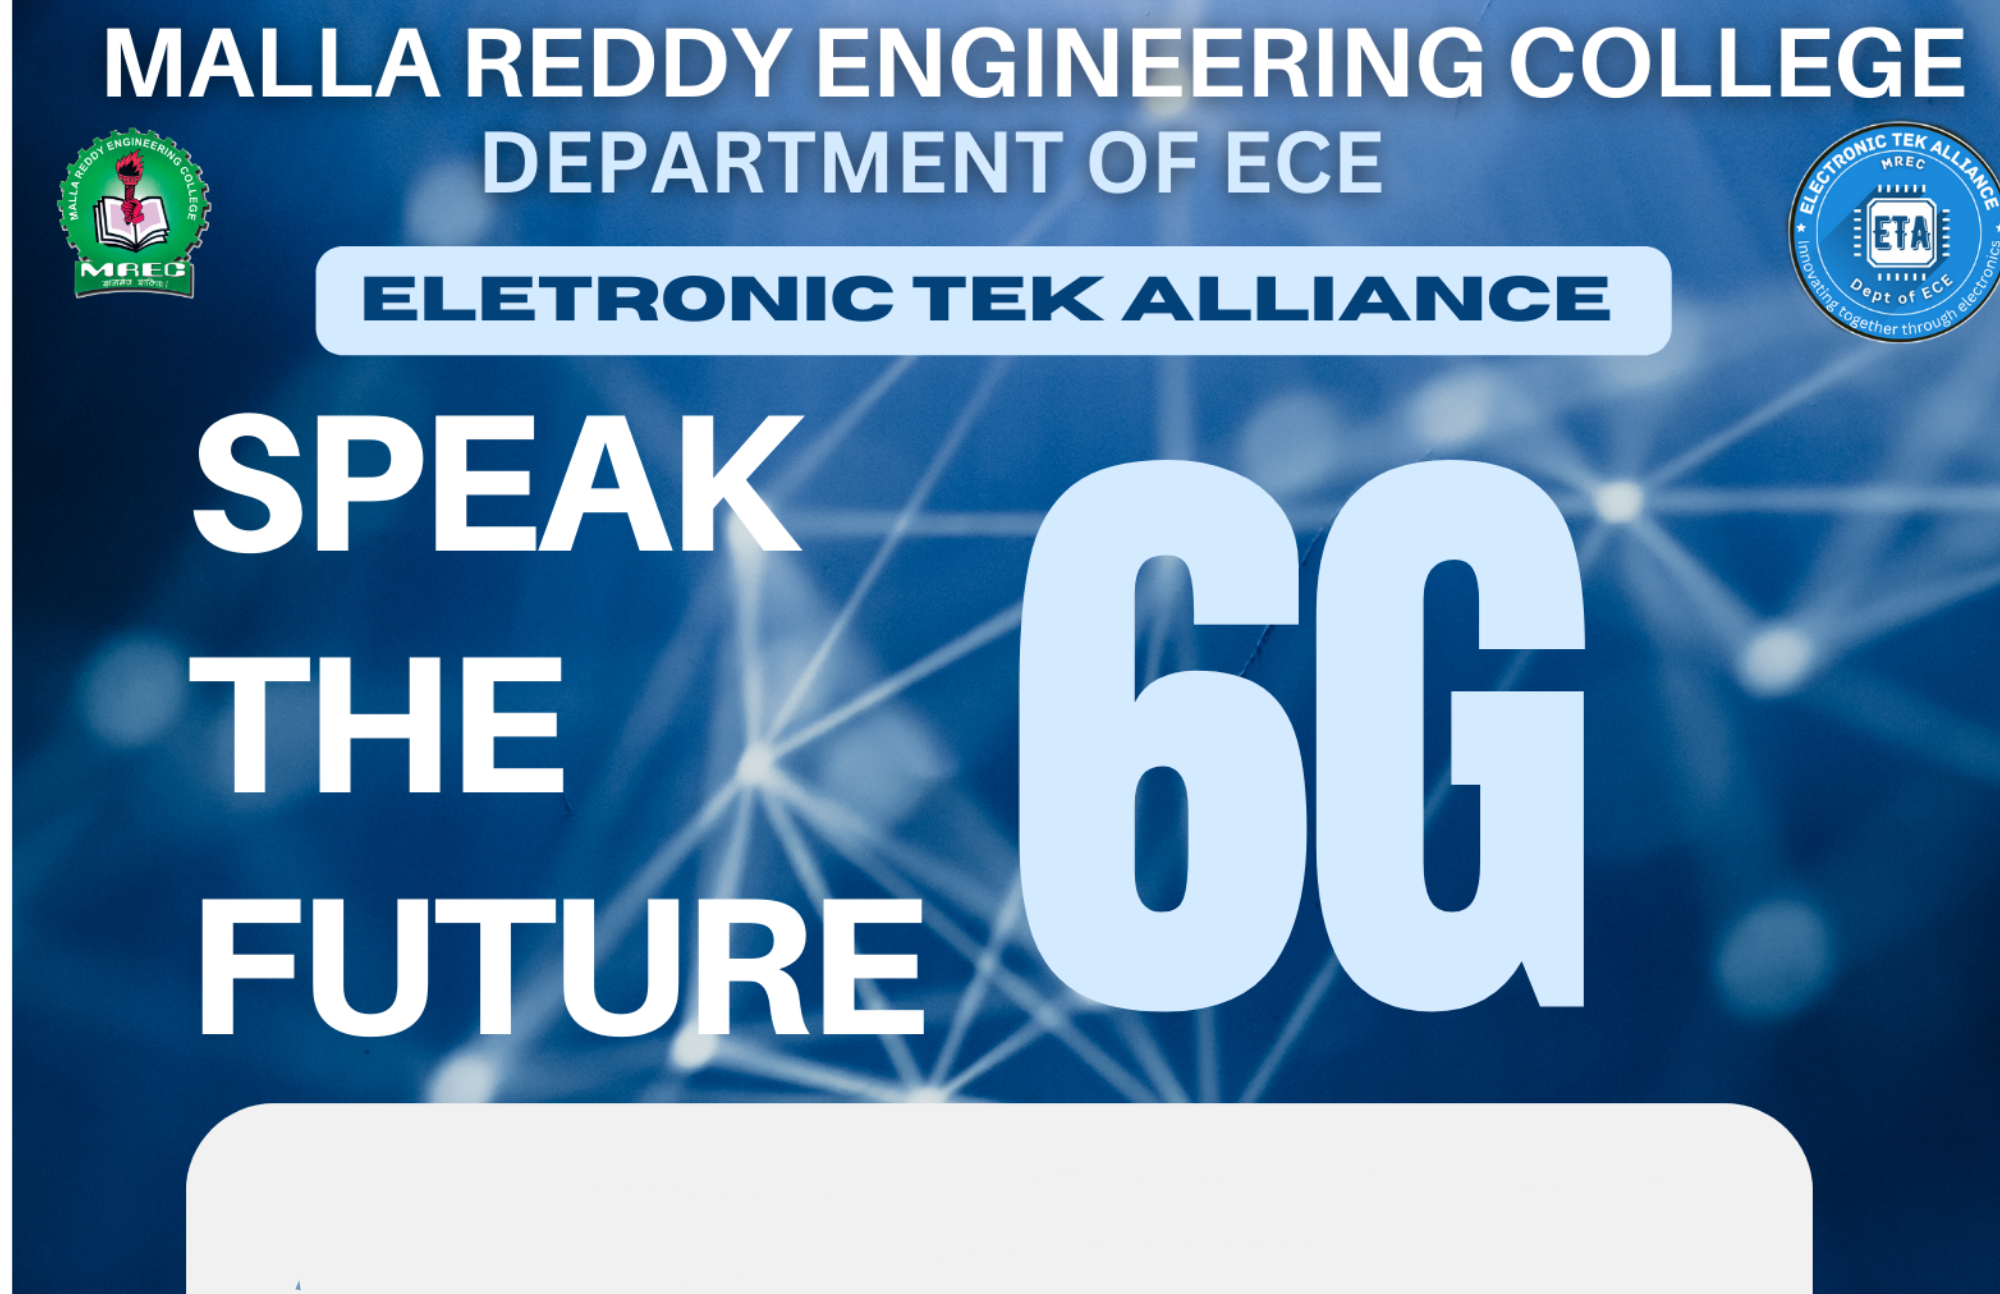 MALLA REDDY ENGINEERING COLLEGE
DEPARTMENT OF ECE
MALLA REDDY ENGINEERING COLLEGE
MREC
ELECTRONIC TEK ALLIANCE
MREC
ETA
Dept of ECE
Innovating together through electronics
ELETRONIC TEK ALLIANCE
SPEAK
THE
FUTURE
6G